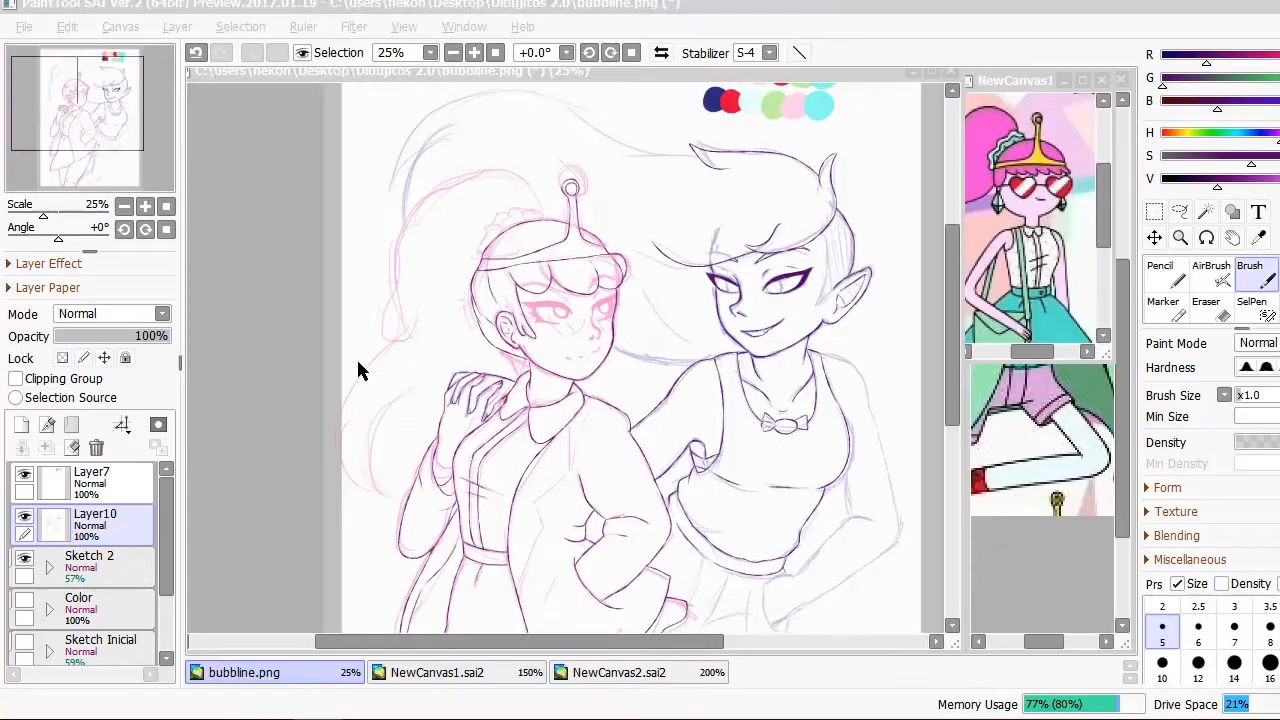 PaintTool SAI Ver.2 (64bit) Preview.2017.01.19 - C:\users\nekon\Desktop\Dibujitos 2.0\bubbline.png (*)
File Edit Canvas Layer Selection Ruler Filter View Window Help
Selection 25% +0.0° Stabilizer S-4
C:\users\nekon\Desktop\Dibujitos 2.0\bubbline.png (*) (25%)
NewCanvas1
R
G
B
H
S
V
Scale 25%
Angle +0°
Layer Effect
Layer Paper
Mode Normal
Opacity 100%
Lock
Clipping Group
Selection Source
Layer7
Normal
100%
Layer10
Normal
100%
Sketch 2
Normal
57%
Color
Normal
100%
Sketch Inicial
Normal
59%
T
Pencil AirBrush Brush
Marker Eraser SelPen
Paint Mode Normal
Hardness
Brush Size x1.0
Min Size
Density
Min Density
Form
Texture
Blending
Miscellaneous
Prs Size Density
2 2.5 3 3.5
5 6 7 8
10 12 14 16
bubbline.png 25% NewCanvas1.sai2 150% NewCanvas2.sai2 200%
Memory Usage 77% (80%) Drive Space 21%